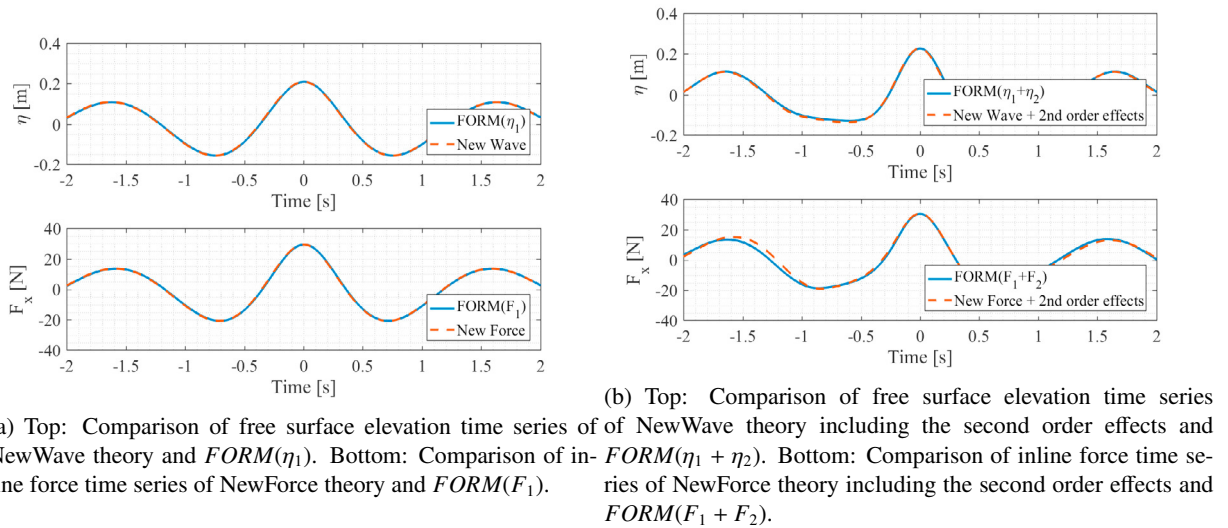 0.4
0.2
0
-0.2
η [m]
FORM(η1)
New Wave
-2 -1.5 -1 -0.5 0 0.5 1 1.5 2
Time [s]
40
20
0
-20
-40
F_x [N]
FORM(F1)
New Force
-2 -1.5 -1 -0.5 0 0.5 1 1.5 2
Time [s]
a) Top: Comparison of free surface elevation time series of
NewWave theory and FORM(η1). Bottom: Comparison of in-
ne force time series of NewForce theory and FORM(F1).
0.4
0.2
0
-0.2
η [m]
FORM(η1+η2)
New Wave + 2nd order effects
-2 -1.5 -1 -0.5 0 0.5 1 1.5 2
Time [s]
40
20
0
-20
-40
F_x [N]
FORM(F1+F2)
New Force + 2nd order effects
-2 -1.5 -1 -0.5 0 0.5 1 1.5 2
Time [s]
(b) Top: Comparison of free surface elevation time series
of NewWave theory including the second order effects and
FORM(η1 + η2). Bottom: Comparison of inline force time se-
ries of NewForce theory including the second order effects and
FORM(F1 + F2).